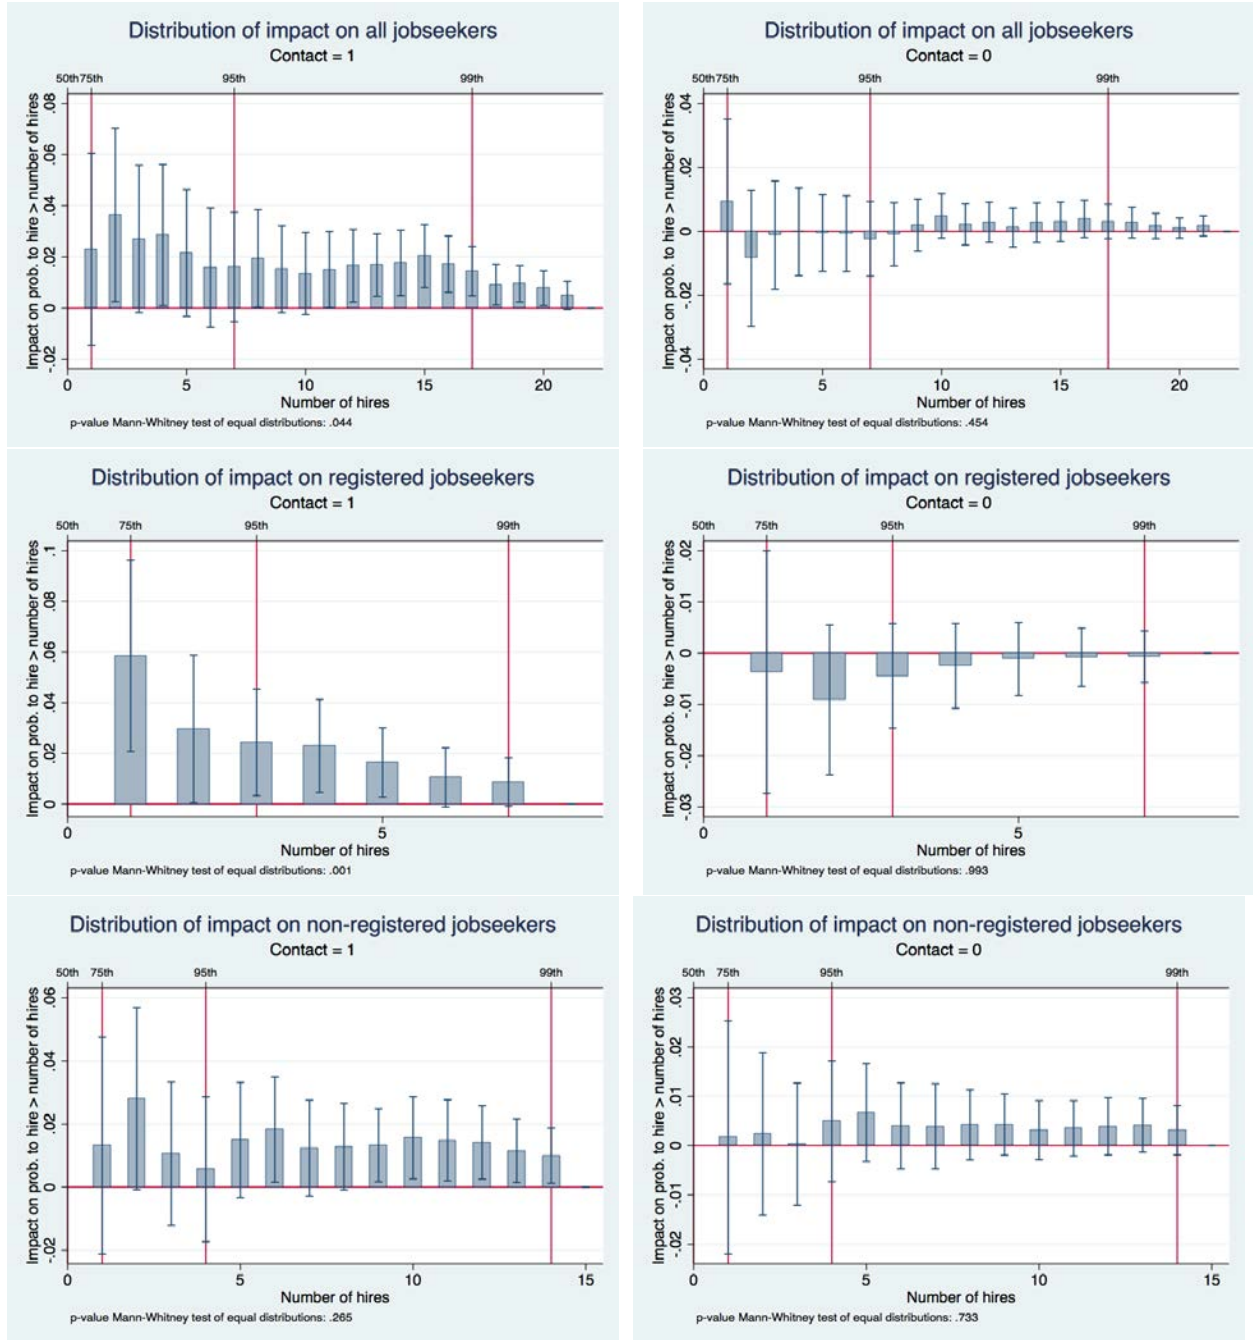 Distribution of impact on all jobseekers
Contact = 1
50th 75th 95th 99th
Impact on prob. to hire > number of hires
.08
.06
.04
.02
0
-.02
0 5 10 15 20
Number of hires
p-value Mann-Whitney test of equal distributions: .044
Distribution of impact on all jobseekers
Contact = 0
50th 75th 95th 99th
Impact on prob. to hire > number of hires
.04
.02
0
-.02
-.04
0 5 10 15 20
Number of hires
p-value Mann-Whitney test of equal distributions: .454
Distribution of impact on registered jobseekers
Contact = 1
50th 75th 95th 99th
Impact on prob. to hire > number of hires
.1
.08
.06
.04
.02
0
0 5
Number of hires
p-value Mann-Whitney test of equal distributions: .001
Distribution of impact on registered jobseekers
Contact = 0
50th 75th 95th 99th
Impact on prob. to hire > number of hires
.02
.01
0
-.01
-.02
-.03
0 5
Number of hires
p-value Mann-Whitney test of equal distributions: .993
Distribution of impact on non-registered jobseekers
Contact = 1
50th 75th 95th 99th
Impact on prob. to hire > number of hires
.06
.04
.02
0
-.02
0 5 10 15
Number of hires
p-value Mann-Whitney test of equal distributions: .265
Distribution of impact on non-registered jobseekers
Contact = 0
50th 75th 95th 99th
Impact on prob. to hire > number of hires
.03
.02
.01
0
-.01
-.02
0 5 10 15
Number of hires
p-value Mann-Whitney test of equal distributions: .733